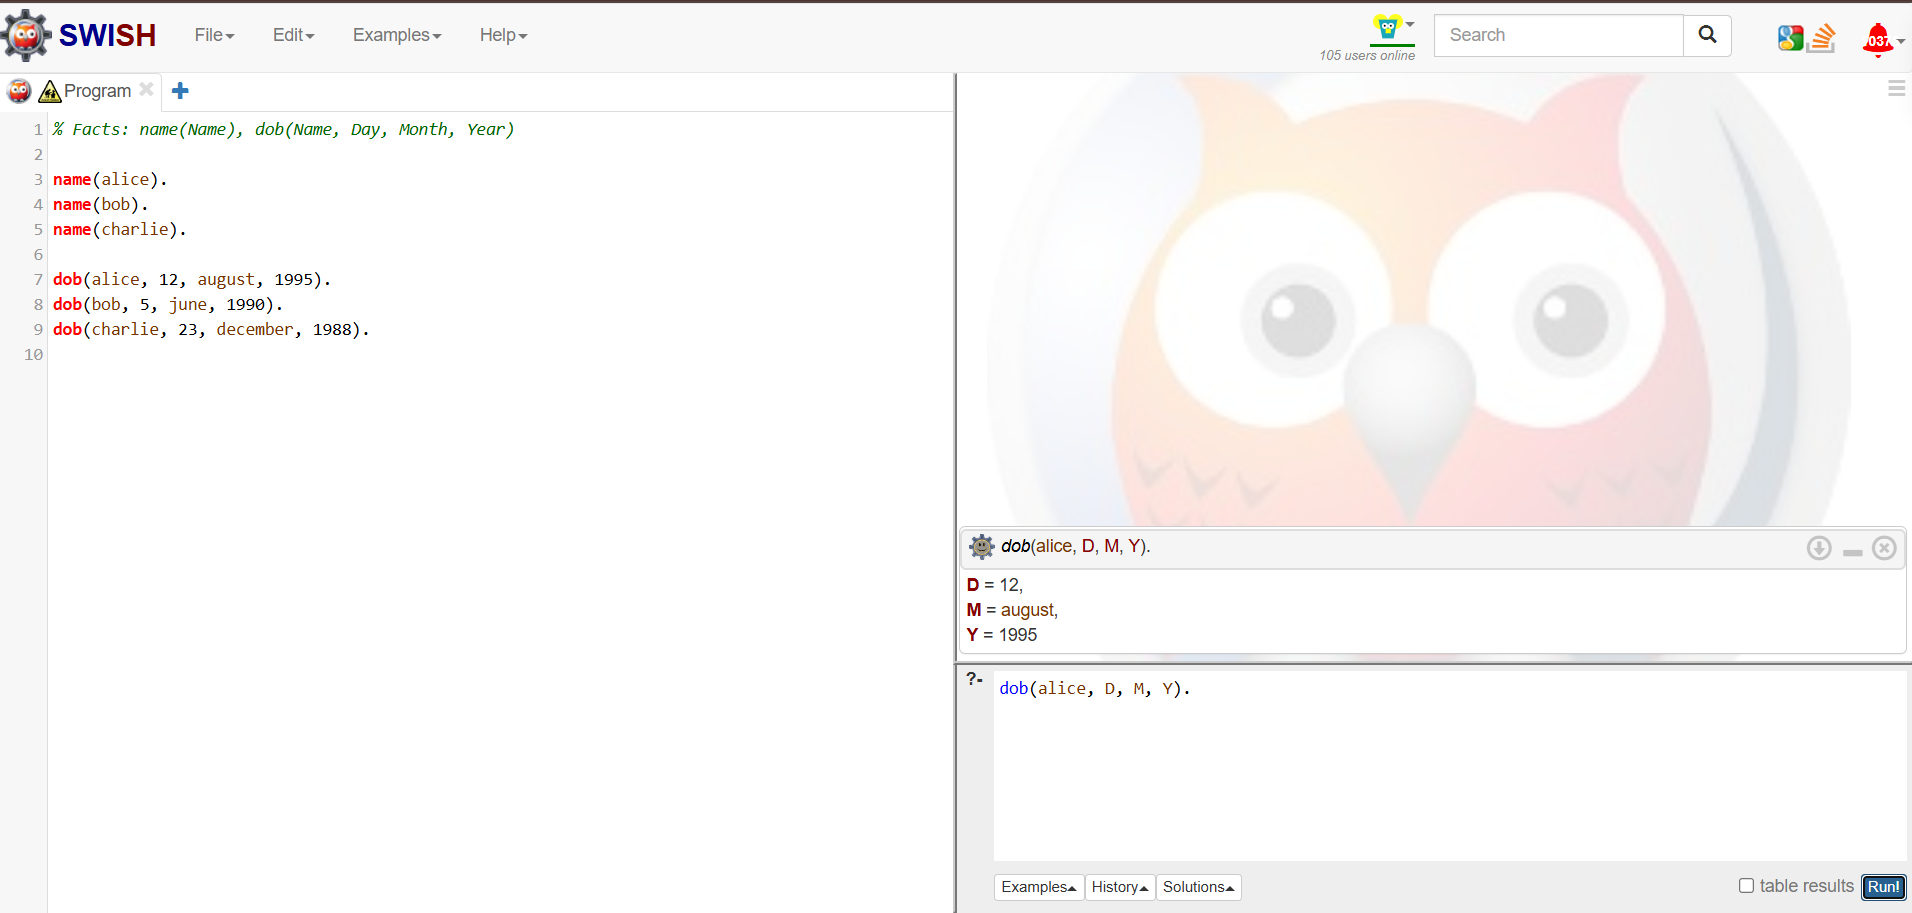 SWISH File Edit Examples Help 105 users online Search 037
Program
1 % Facts: name(Name), dob(Name, Day, Month, Year)
2
3 name(alice).
4 name(bob).
5 name(charlie).
6
7 dob(alice, 12, august, 1995).
8 dob(bob, 5, june, 1990).
9 dob(charlie, 23, december, 1988).
10
dob(alice, D, M, Y).
D = 12,
M = august,
Y = 1995
?- dob(alice, D, M, Y).
Examples History Solutions table results Run!